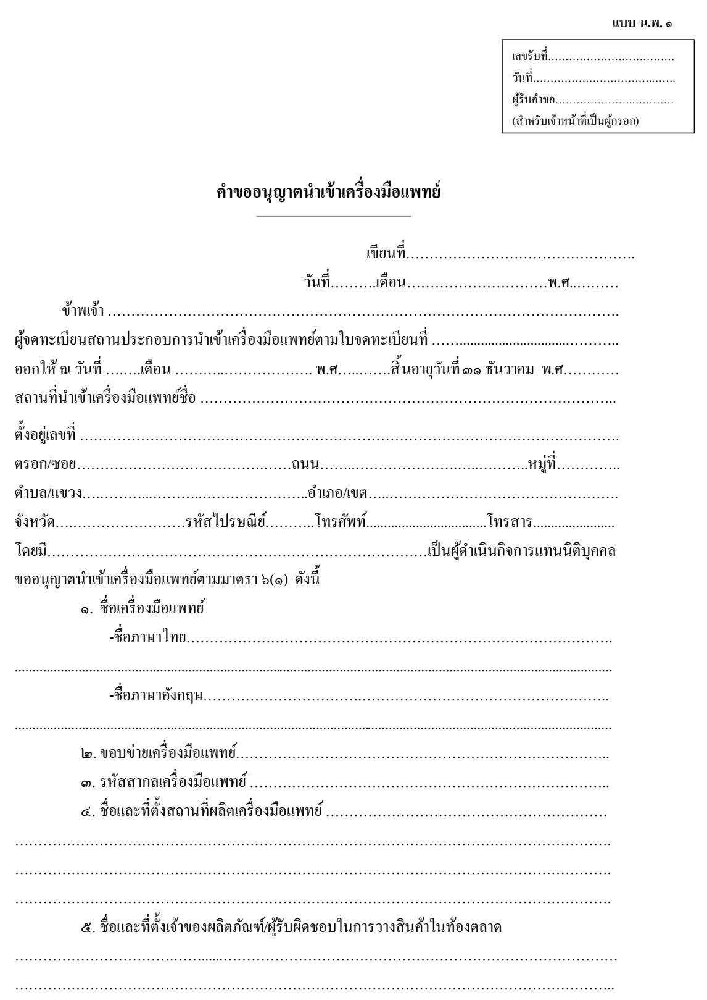 แบบ น.พ. ๑
เลขรับที่………………………………
วันที่…………………………….…….
ผู้รับคำขอ………………….…………
(สำหรับเจ้าหน้าที่เป็นผู้กรอก)
คำขออนุญาตนำเข้าเครื่องมือแพทย์
เขียนที่………………………………………….
วันที่……….เดือน…………………………พ.ศ..………
ข้าพเจ้า ……………………………………………………………………………………………….
ผู้จดทะเบียนสถานประกอบการนำเข้าเครื่องมือแพทย์ตามใบจดทะเบียนที่ ……...............................………..
ออกให้ ณ วันที่ …..….เดือน ………..………………. พ.ศ…..…….สิ้นอายุวันที่ ๓๑ ธันวาคม พ.ศ…………
สถานที่นำเข้าเครื่องมือแพทย์ชื่อ ……………………………………………………………………………..
ตั้งอยู่เลขที่ …………………………………………………………………………………………………….
ตรอก/ซอย………………………………….……ถนน……..………………….…..………..หมู่ที่…………..
ตำบล/แขวง….………..………..…………………..อำเภอ/เขต…..………………………………………….
จังหวัด….……………………รหัสไปรษณีย์………..โทรศัพท์..................................โทรสาร.......................
โดยมี………………………………………………………………………เป็นผู้ดำเนินกิจการแทนนิติบุคคล
ขออนุญาตนำเข้าเครื่องมือแพทย์ตามมาตรา ๖(๑) ดังนี้
๑. ชื่อเครื่องมือแพทย์
-ชื่อภาษาไทย……………………………………………………………………………….
.........................................................................................................................................................................
-ชื่อภาษาอังกฤษ…………………………….……………………………………………..
.........................................................................................................................................................................
๒. ขอบข่ายเครื่องมือแพทย์……………………………………………………………………..
๓. รหัสสากลเครื่องมือแพทย์ …………………………………………………………………..
๔. ชื่อและที่ตั้งสถานที่ผลิตเครื่องมือแพทย์ ……………………………………………………
……………………………………………………………………………………………………………….
……………………………………………………………………………………………………………….
……………………………………………………………………………………………………………….
๕. ชื่อและที่ตั้งเจ้าของผลิตภัณฑ์/ผู้รับผิดชอบในการวางสินค้าในท้องตลาด
…………………………….……......…………………………………………………………………………
………………………………………………………………………………………………………………..